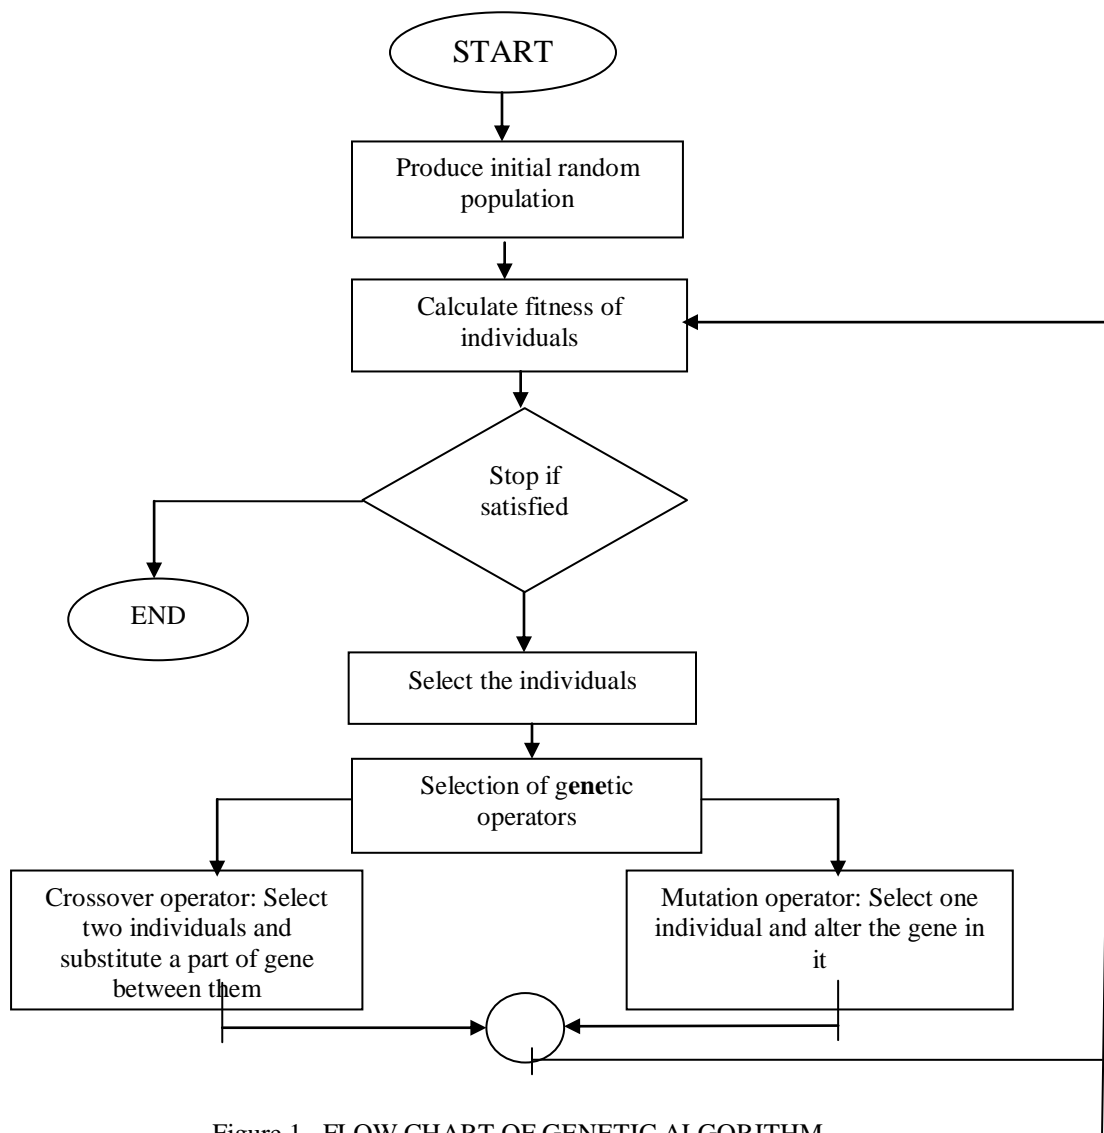 START
Produce initial random
population
Calculate fitness of
individuals
Stop if
satisfied
END
Select the individuals
Selection of genetic
operators
Crossover operator: Select
two individuals and
substitute a part of gene
between them
Mutation operator: Select one
individual and alter the gene in
it
Figure 1. FLOW CHART OF GENETIC ALGORITHM